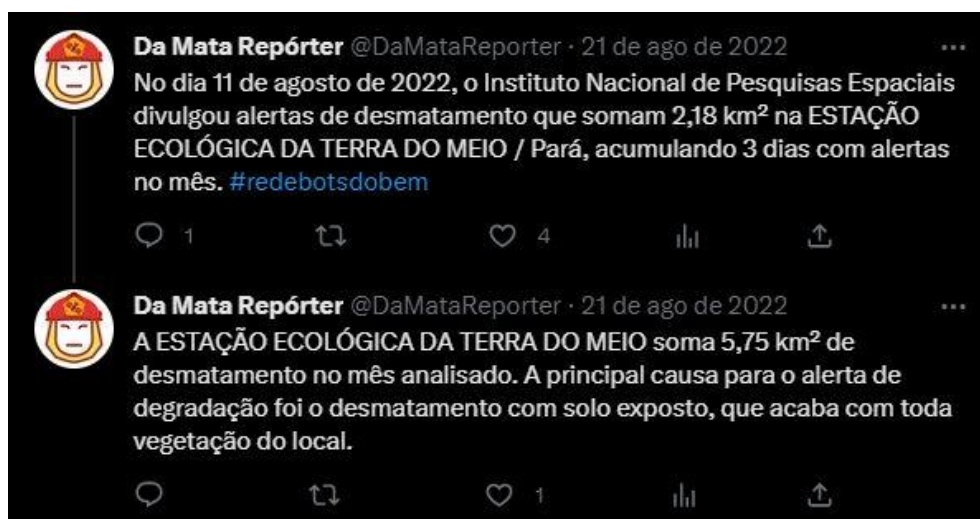 Da Mata Repórter @DaMataReporter · 21 de ago de 2022
No dia 11 de agosto de 2022, o Instituto Nacional de Pesquisas Espaciais
divulgou alertas de desmatamento que somam 2,18 km² na ESTAÇÃO
ECOLÓGICA DA TERRA DO MEIO / Pará, acumulando 3 dias com alertas
no mês. #redebotsdobem
1 4
Da Mata Repórter @DaMataReporter · 21 de ago de 2022
A ESTAÇÃO ECOLÓGICA DA TERRA DO MEIO soma 5,75 km² de
desmatamento no mês analisado. A principal causa para o alerta de
degradação foi o desmatamento com solo exposto, que acaba com toda
vegetação do local.
1